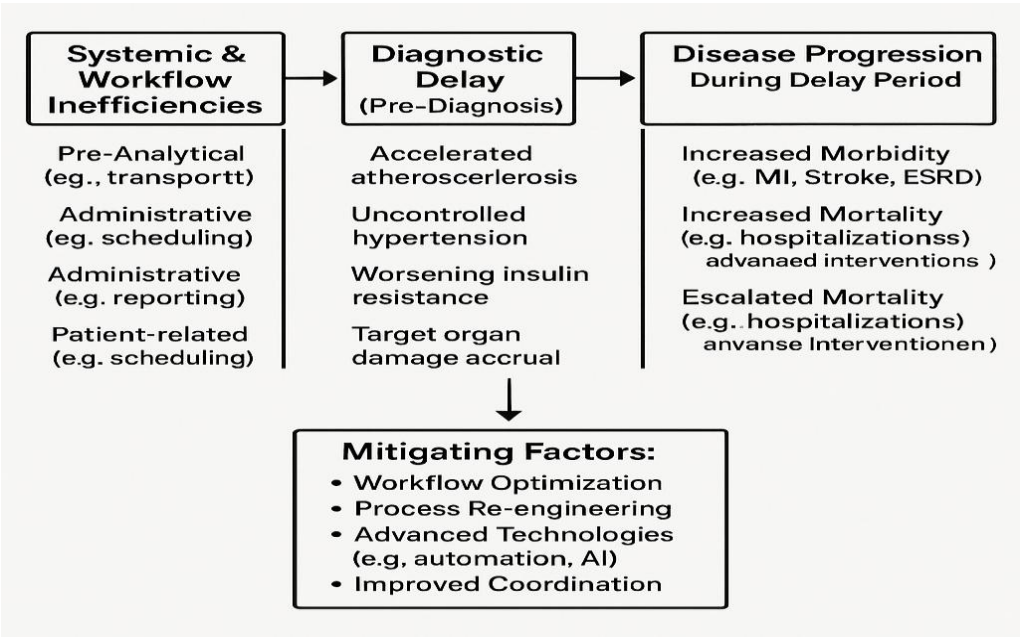 Systemic &
Workflow
Inefficiencies
Diagnostic
Delay
(Pre-Diagnosis)
Disease Progression
During Delay Period
Pre-Analytical
(eg., transportt)
Administrative
(eg. scheduling)
Administrative
(e.g. reporting)
Patient-related
(e.g. scheduling)
Accelerated
atheroscerlerosis
Uncontrolled
hypertension
Worsening insulin
resistance
Target organ
damage accrual
Increased Morbidity
(e.g. MI, Stroke, ESRD)
Increased Mortality
(e.g. hospitalizationss)
advanaed interventions )
Escalated Mortality
(e.g. hospitalizations)
anvanse Interventionen)
Mitigating Factors:
• Workflow Optimization
• Process Re-engineering
• Advanced Technologies
(e.g, automation, AI)
• Improved Coordination